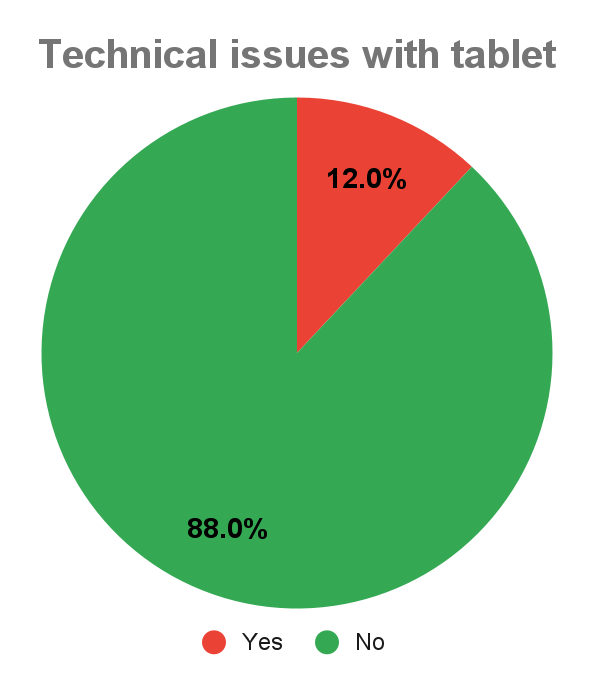 Technical issues with tablet
12.0%
88.0%
Yes No